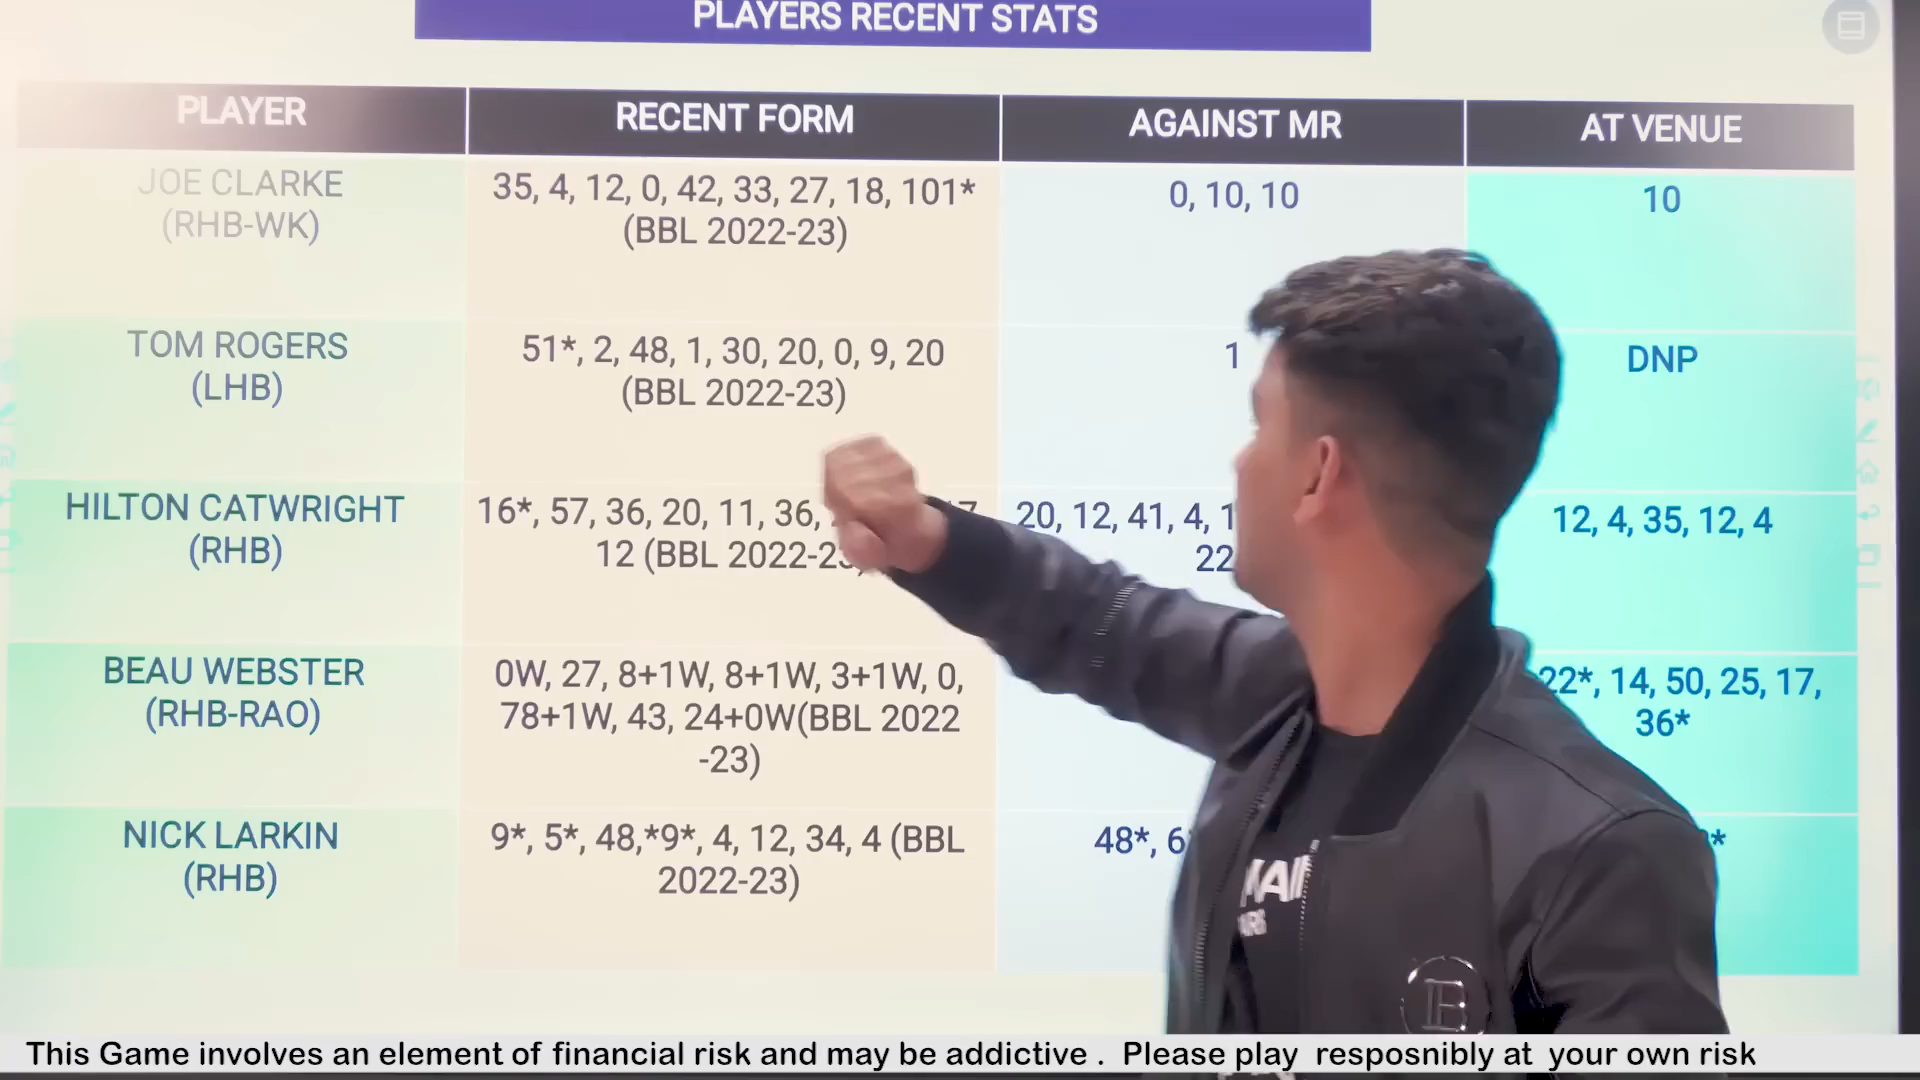 PLAYERS RECENT STATS
PLAYER RECENT FORM AGAINST MR AT VENUE
JOE CLARKE
(RHB-WK)
35, 4, 12, 0, 42, 33, 27, 18, 101*
(BBL 2022-23)
0, 10, 10
10
TOM ROGERS
(LHB)
51*, 2, 48, 1, 30, 20, 0, 9, 20
(BBL 2022-23)
1
DNP
HILTON CATWRIGHT
(RHB)
16*, 57, 36, 20, 11, 36,
12 (BBL 2022-23)
20, 12, 41, 4,
22
12, 4, 35, 12, 4
BEAU WEBSTER
(RHB-RAO)
0W, 27, 8+1W, 8+1W, 3+1W, 0,
78+1W, 43, 24+0W(BBL 2022
-23)
22*, 14, 50, 25, 17,
36*
NICK LARKIN
(RHB)
9*, 5*, 48,*9*, 4, 12, 34, 4 (BBL
2022-23)
48*,
This Game involves an element of financial risk and may be addictive . Please play resposnibly at your own risk